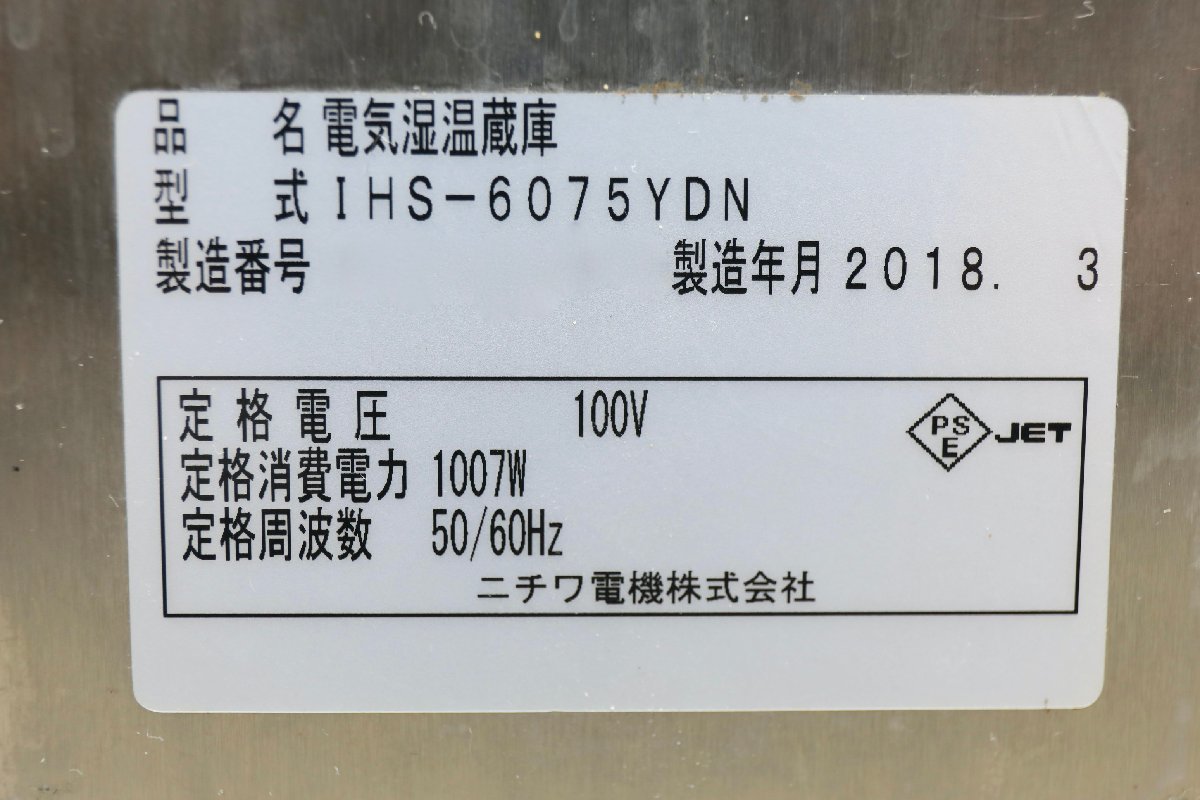 品　　名 電気湿温蔵庫
型　　式 IHS-6075YDN
製造番号　　製造年月 2018. 3
定格電圧　100V
PS E JET
定格消費電力 1007W
定格周波数　50/60Hz
ニチワ電機株式会社